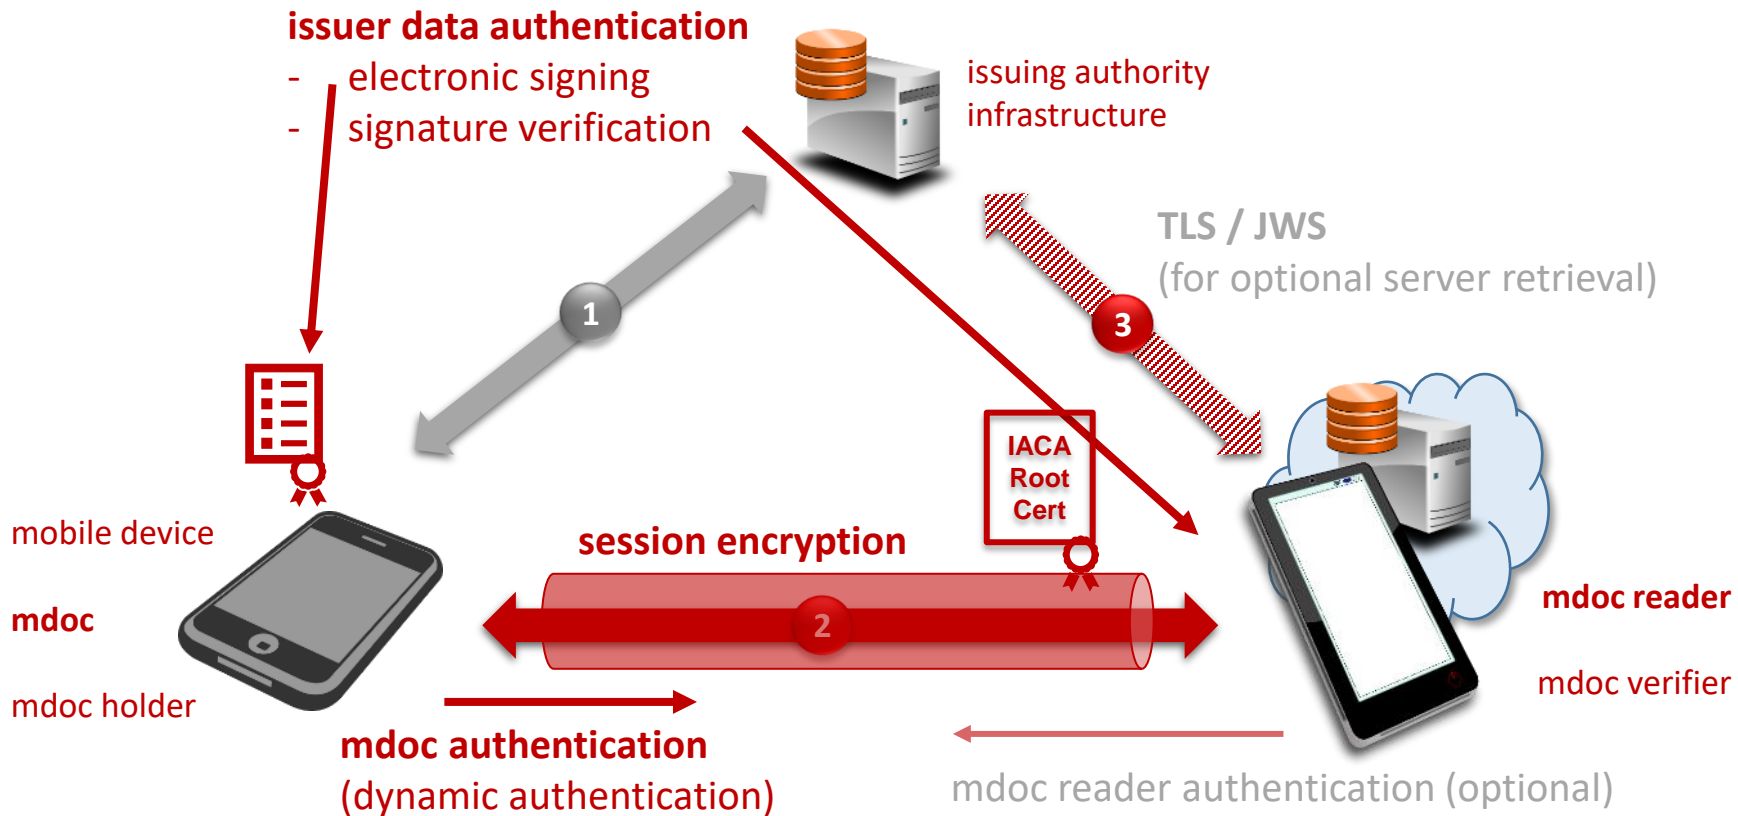 issuer data authentication
- electronic signing
- signature verification
issuing authority
infrastructure
TLS / JWS
(for optional server retrieval)
1
3
IACA
Root
Cert
mobile device
session encryption
mdoc
2
mdoc reader
mdoc holder
mdoc verifier
mdoc authentication
(dynamic authentication)
mdoc reader authentication (optional)